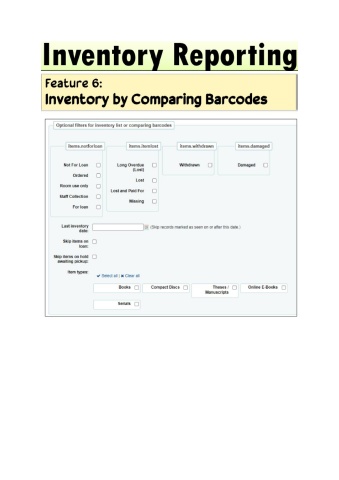 Inventory Reporting
Feature 6:
Inventory by Comparing Barcodes
Optional filters for inventory list or comparing barcodes
items.notforloan
items.itemlost
items.withdrawn
items.damaged
Not For Loan
Long Overdue (Lost)
Withdrawn
Damaged
Ordered
Lost
Room use only
Lost and Paid For
Staff Collection
Missing
For loan
Last inventory date:
(Skip records marked as seen on or after this date.)
Skip items on loan:
Skip items on hold awaiting pickup:
Item types:
Select all | Clear all
Books
Compact Discs
Theses / Manuscripts
Online E-Books
Serials